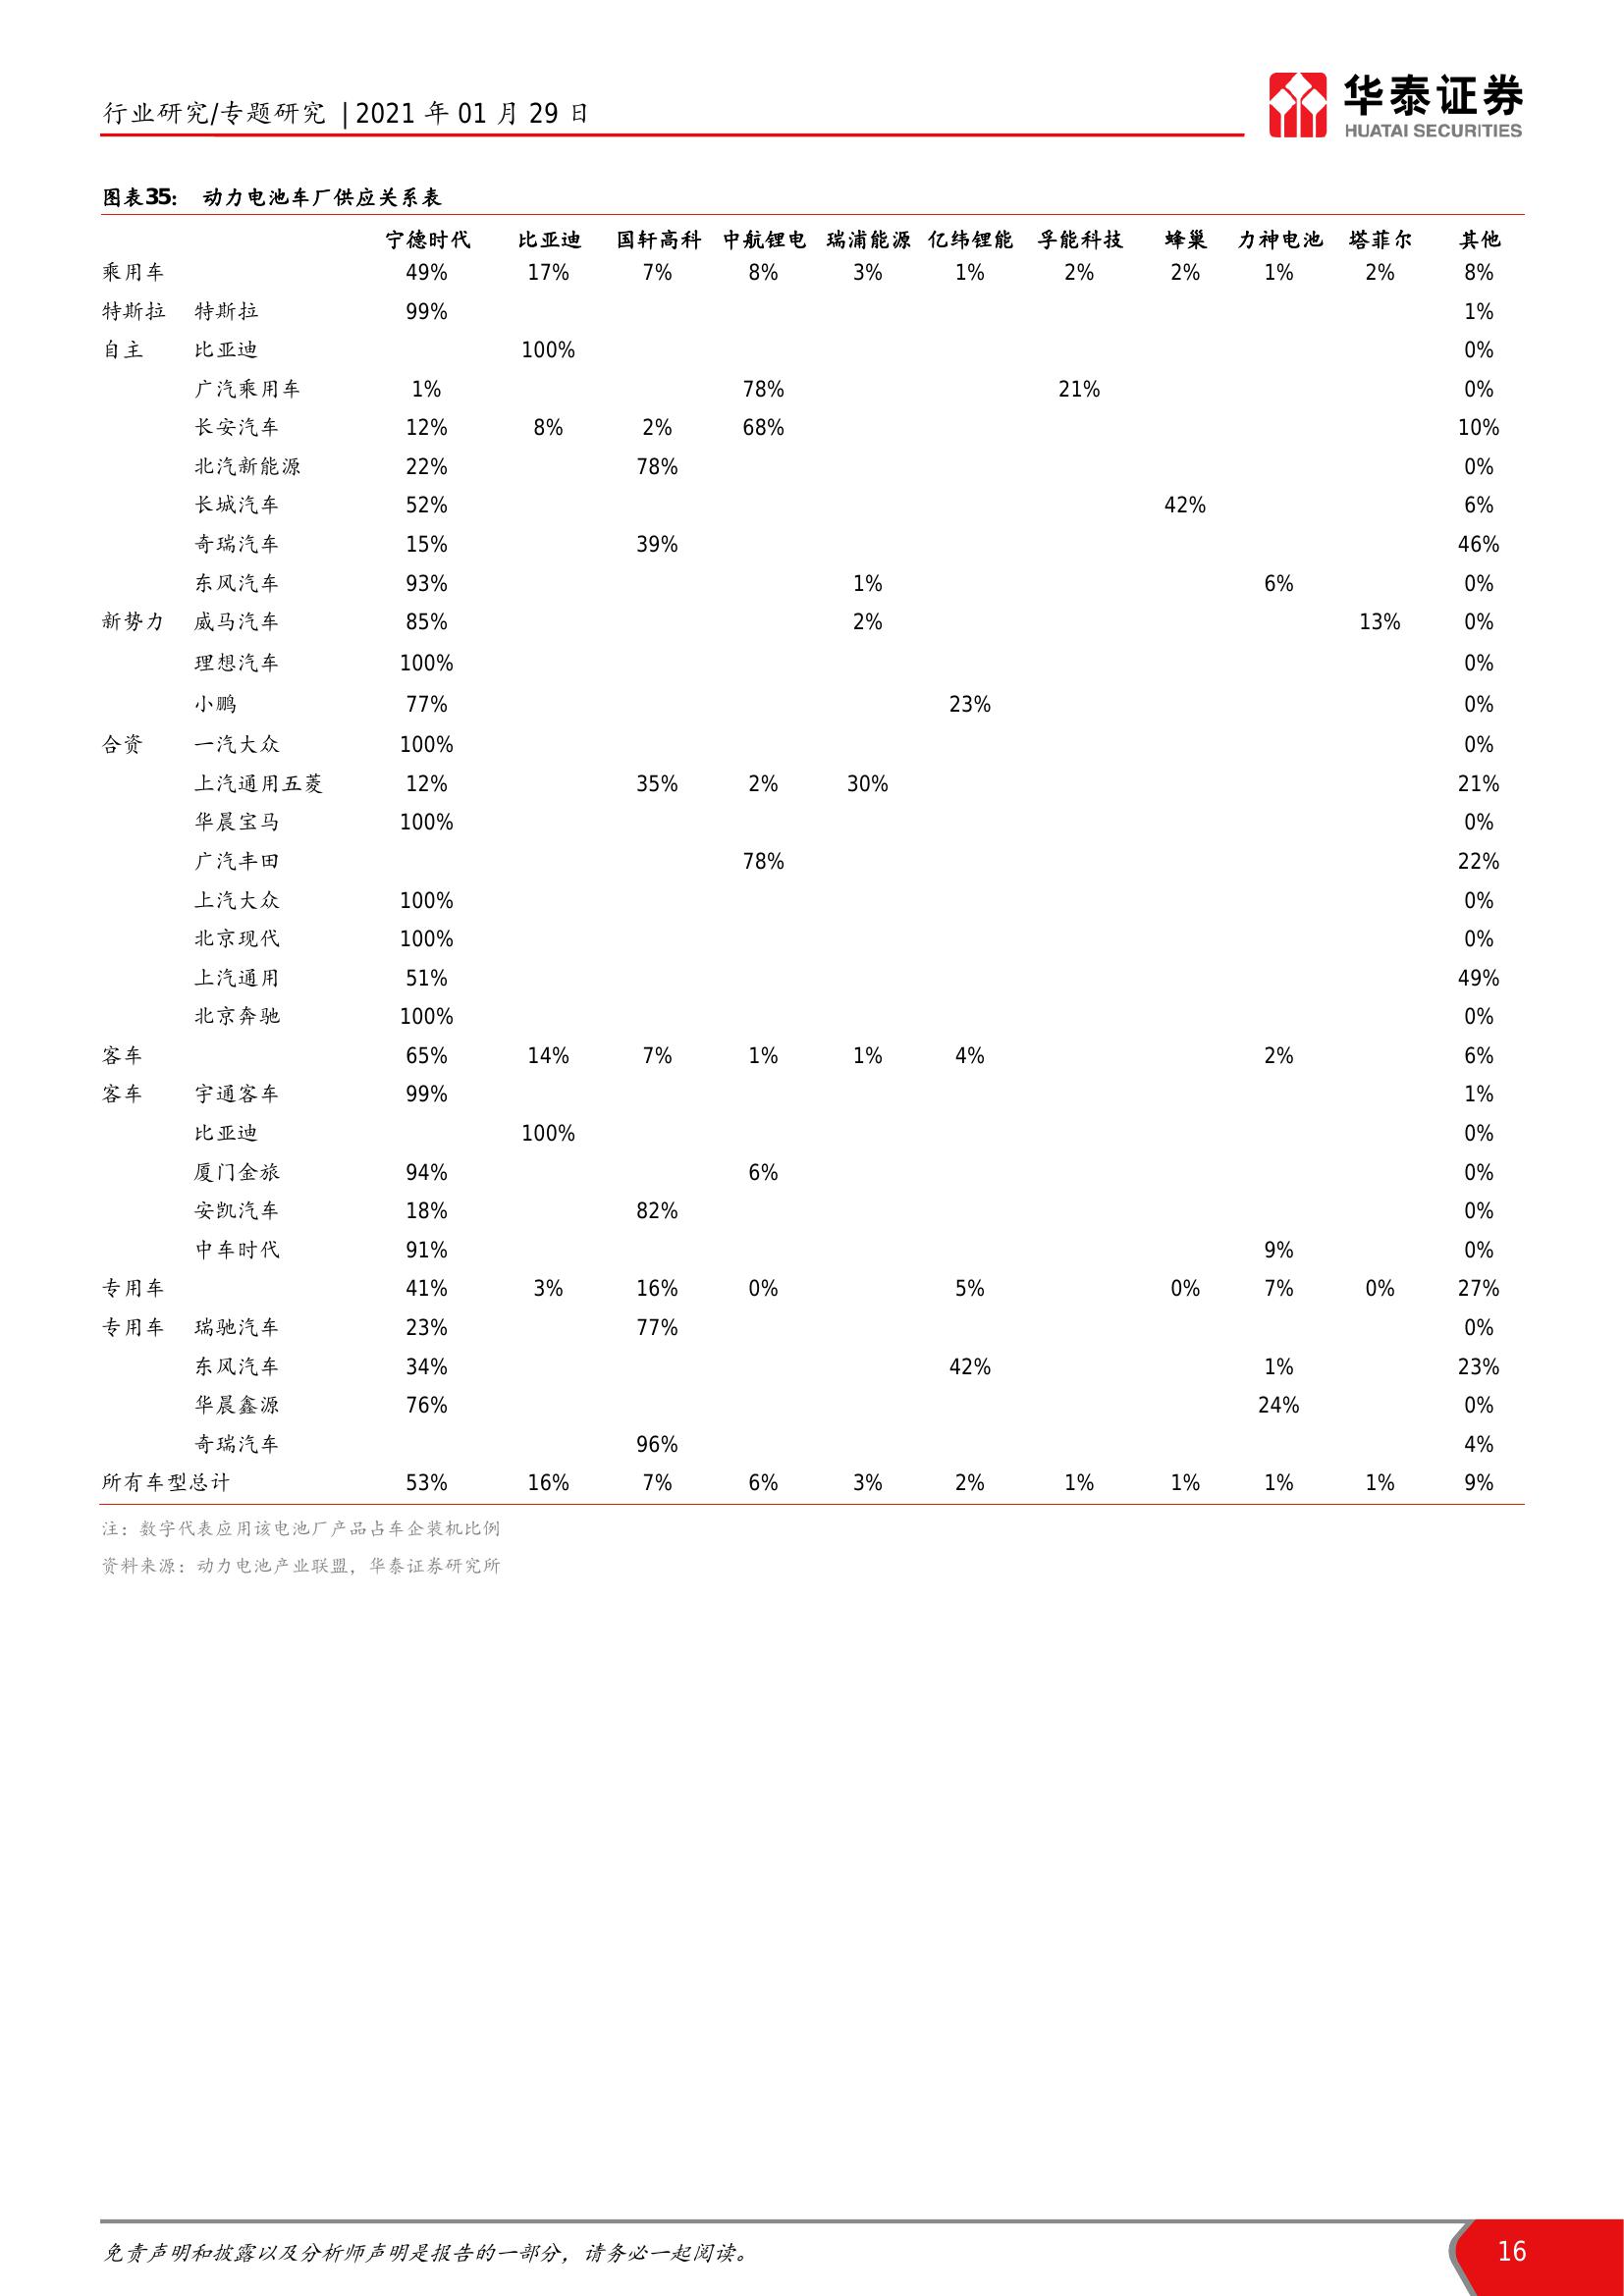 行业研究/专题研究 | 2021 年 01 月 29 日
华泰证券
HUATAI SECURITIES
图表35： 动力电池车厂供应关系表
宁德时代 比亚迪 国轩高科 中航锂电 瑞浦能源 亿纬锂能 孚能科技 蜂巢 力神电池 塔菲尔 其他
乘用车 49% 17% 7% 8% 3% 1% 2% 2% 1% 2% 8%
特斯拉 特斯拉 99% 1%
自主 比亚迪 100% 0%
广汽乘用车 1% 78% 21% 0%
长安汽车 12% 8% 2% 68% 10%
北汽新能源 22% 78% 0%
长城汽车 52% 42% 6%
奇瑞汽车 15% 39% 46%
东风汽车 93% 1% 6% 0%
新势力 威马汽车 85% 2% 13% 0%
理想汽车 100% 0%
小鹏 77% 23% 0%
合资 一汽大众 100% 0%
上汽通用五菱 12% 35% 2% 30% 21%
华晨宝马 100% 0%
广汽丰田 78% 22%
上汽大众 100% 0%
北京现代 100% 0%
上汽通用 51% 49%
北京奔驰 100% 0%
客车 65% 14% 7% 1% 1% 4% 2% 6%
客车 宇通客车 99% 1%
比亚迪 100% 0%
厦门金旅 94% 6% 0%
安凯汽车 18% 82% 0%
中车时代 91% 9% 0%
专用车 41% 3% 16% 0% 5% 0% 7% 0% 27%
专用车 瑞驰汽车 23% 77% 0%
东风汽车 34% 42% 1% 23%
华晨鑫源 76% 24% 0%
奇瑞汽车 96% 4%
所有车型总计 53% 16% 7% 6% 3% 2% 1% 1% 1% 1% 9%
注：数字代表应用该电池厂产品占车企装机比例
资料来源：动力电池产业联盟，华泰证券研究所
免责声明和披露以及分析师声明是报告的一部分，请务必一起阅读。
16